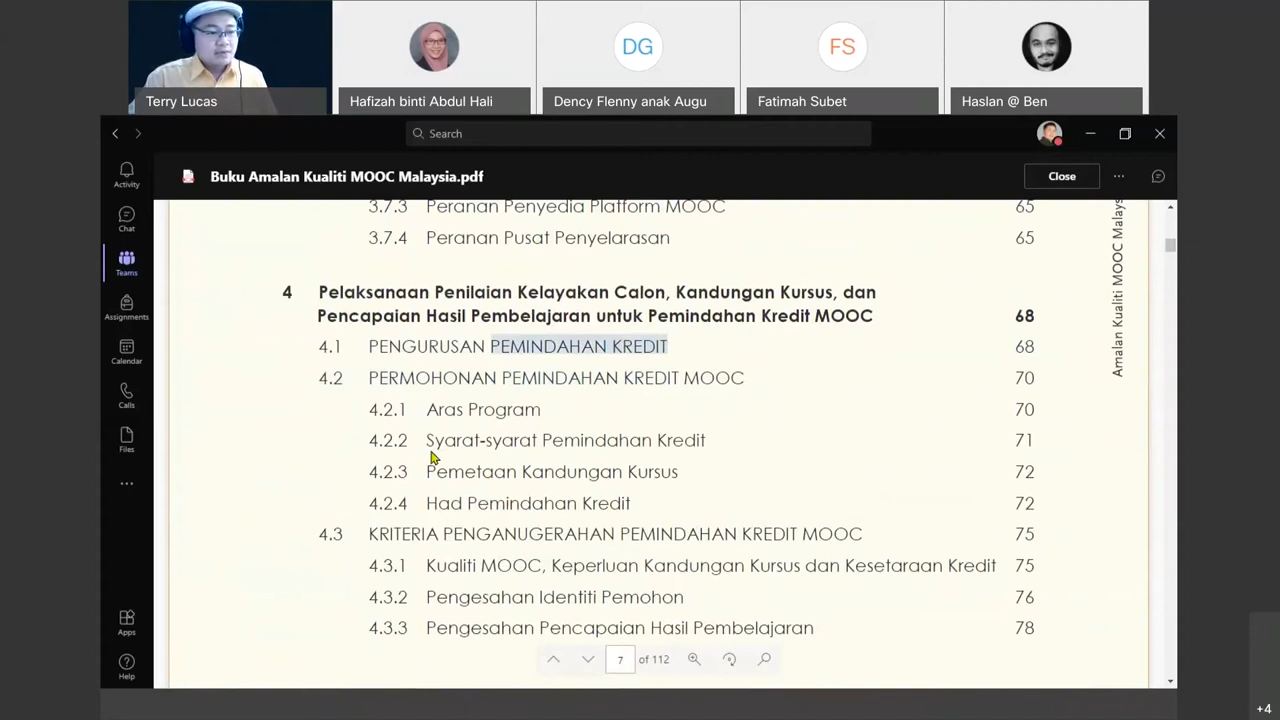 DG
FS
Terry Lucas
Hafizah binti Abdul Hali
Dency Flenny anak Augu
Fatimah Subet
Haslan @ Ben
Search
Activity
Chat
Teams
Assignments
Calendar
Calls
Files
Apps
Help
Buku Amalan Kualiti MOOC Malaysia.pdf
Close
3.7.3 Peranan Penyedia Platform MOOC 65
3.7.4 Peranan Pusat Penyelarasan 65
4 Pelaksanaan Penilaian Kelayakan Calon, Kandungan Kursus, dan
Pencapaian Hasil Pembelajaran untuk Pemindahan Kredit MOOC 68
4.1 PENGURUSAN PEMINDAHAN KREDIT 68
4.2 PERMOHONAN PEMINDAHAN KREDIT MOOC 70
4.2.1 Aras Program 70
4.2.2 Syarat-syarat Pemindahan Kredit 71
4.2.3 Pemetaan Kandungan Kursus 72
4.2.4 Had Pemindahan Kredit 72
4.3 KRITERIA PENGANUGERAHAN PEMINDAHAN KREDIT MOOC 75
4.3.1 Kualiti MOOC, Keperluan Kandungan Kursus dan Kesetaraan Kredit 75
4.3.2 Pengesahan Identiti Pemohon 76
4.3.3 Pengesahan Pencapaian Hasil Pembelajaran 78
Amalan Kualiti MOOC Malays
7 of 112
+4